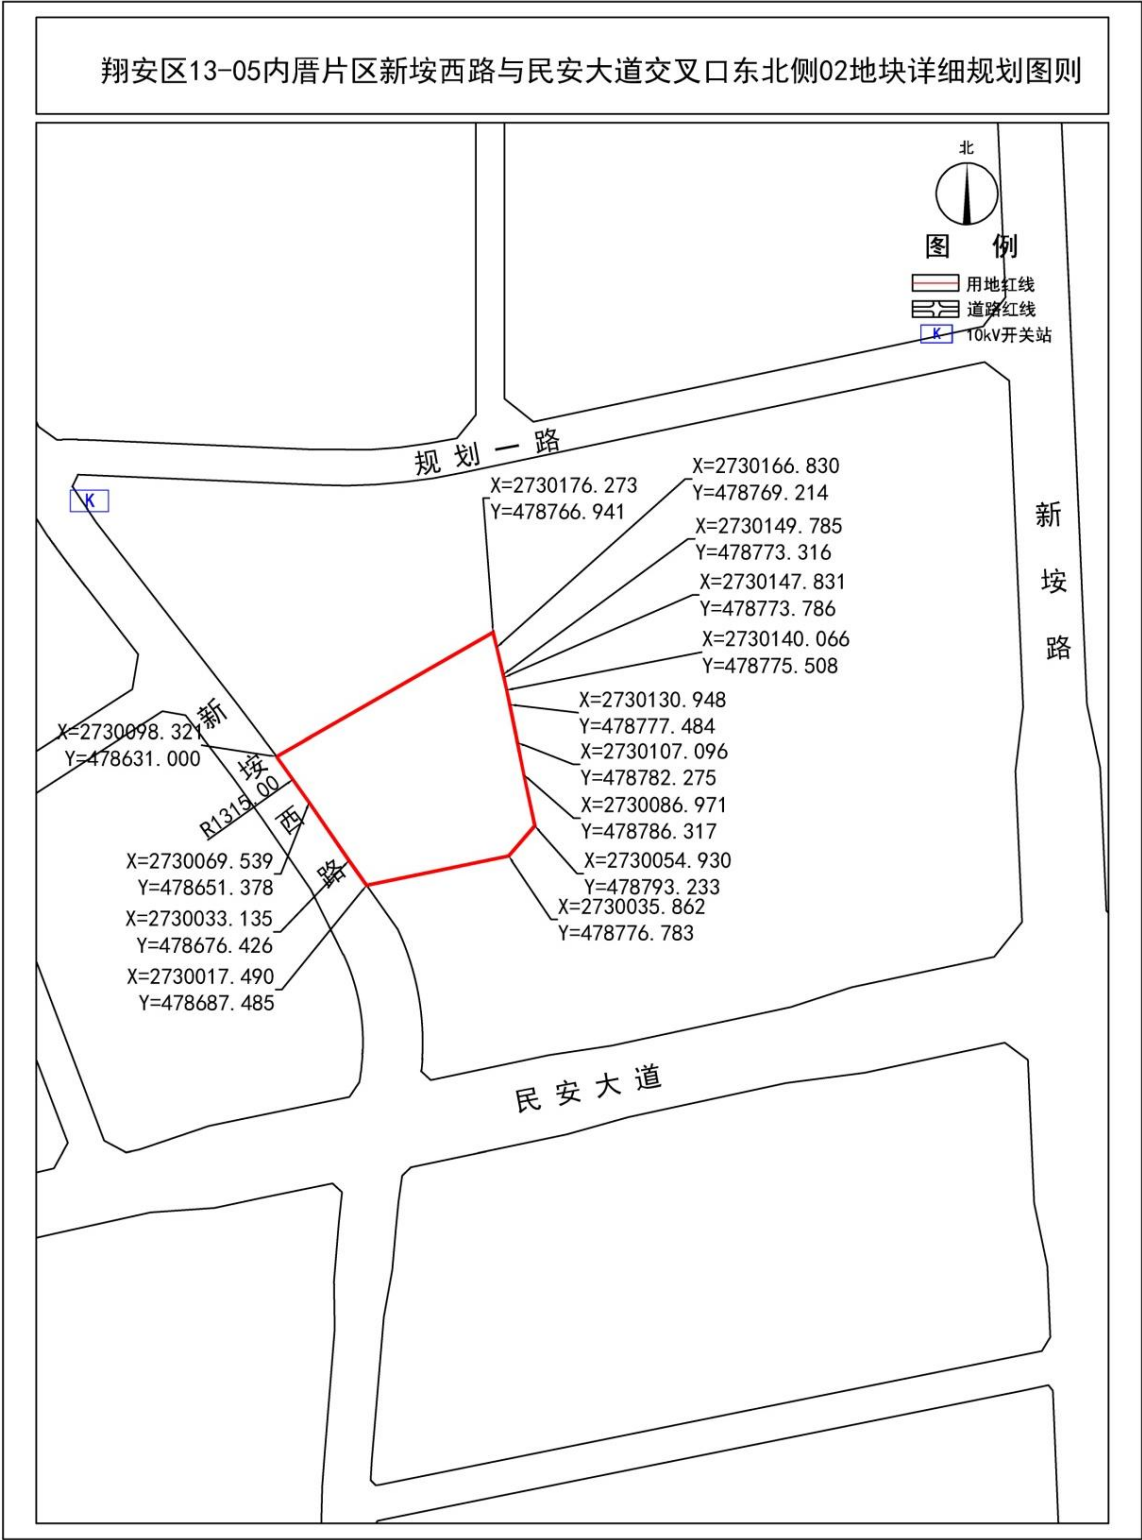 翔安区13-05内厝片区新垵西路与民安大道交叉口东北侧02地块详细规划图则
北
图 例
用地红线
道路红线
K 10kV开关站
规划一路
K
X=2730176.273
Y=478766.941
X=2730166.830
Y=478769.214
X=2730149.785
Y=478773.316
X=2730147.831
Y=478773.786
X=2730140.066
Y=478775.508
X=2730130.948
Y=478777.484
X=2730107.096
Y=478782.275
X=2730086.971
Y=478786.317
X=2730054.930
Y=478793.233
X=2730035.862
Y=478776.783
新垵路
X=2730098.321
Y=478631.000
新垵西路
R1315.00
X=2730069.539
Y=478651.378
X=2730033.135
Y=478676.426
X=2730017.490
Y=478687.485
民安大道